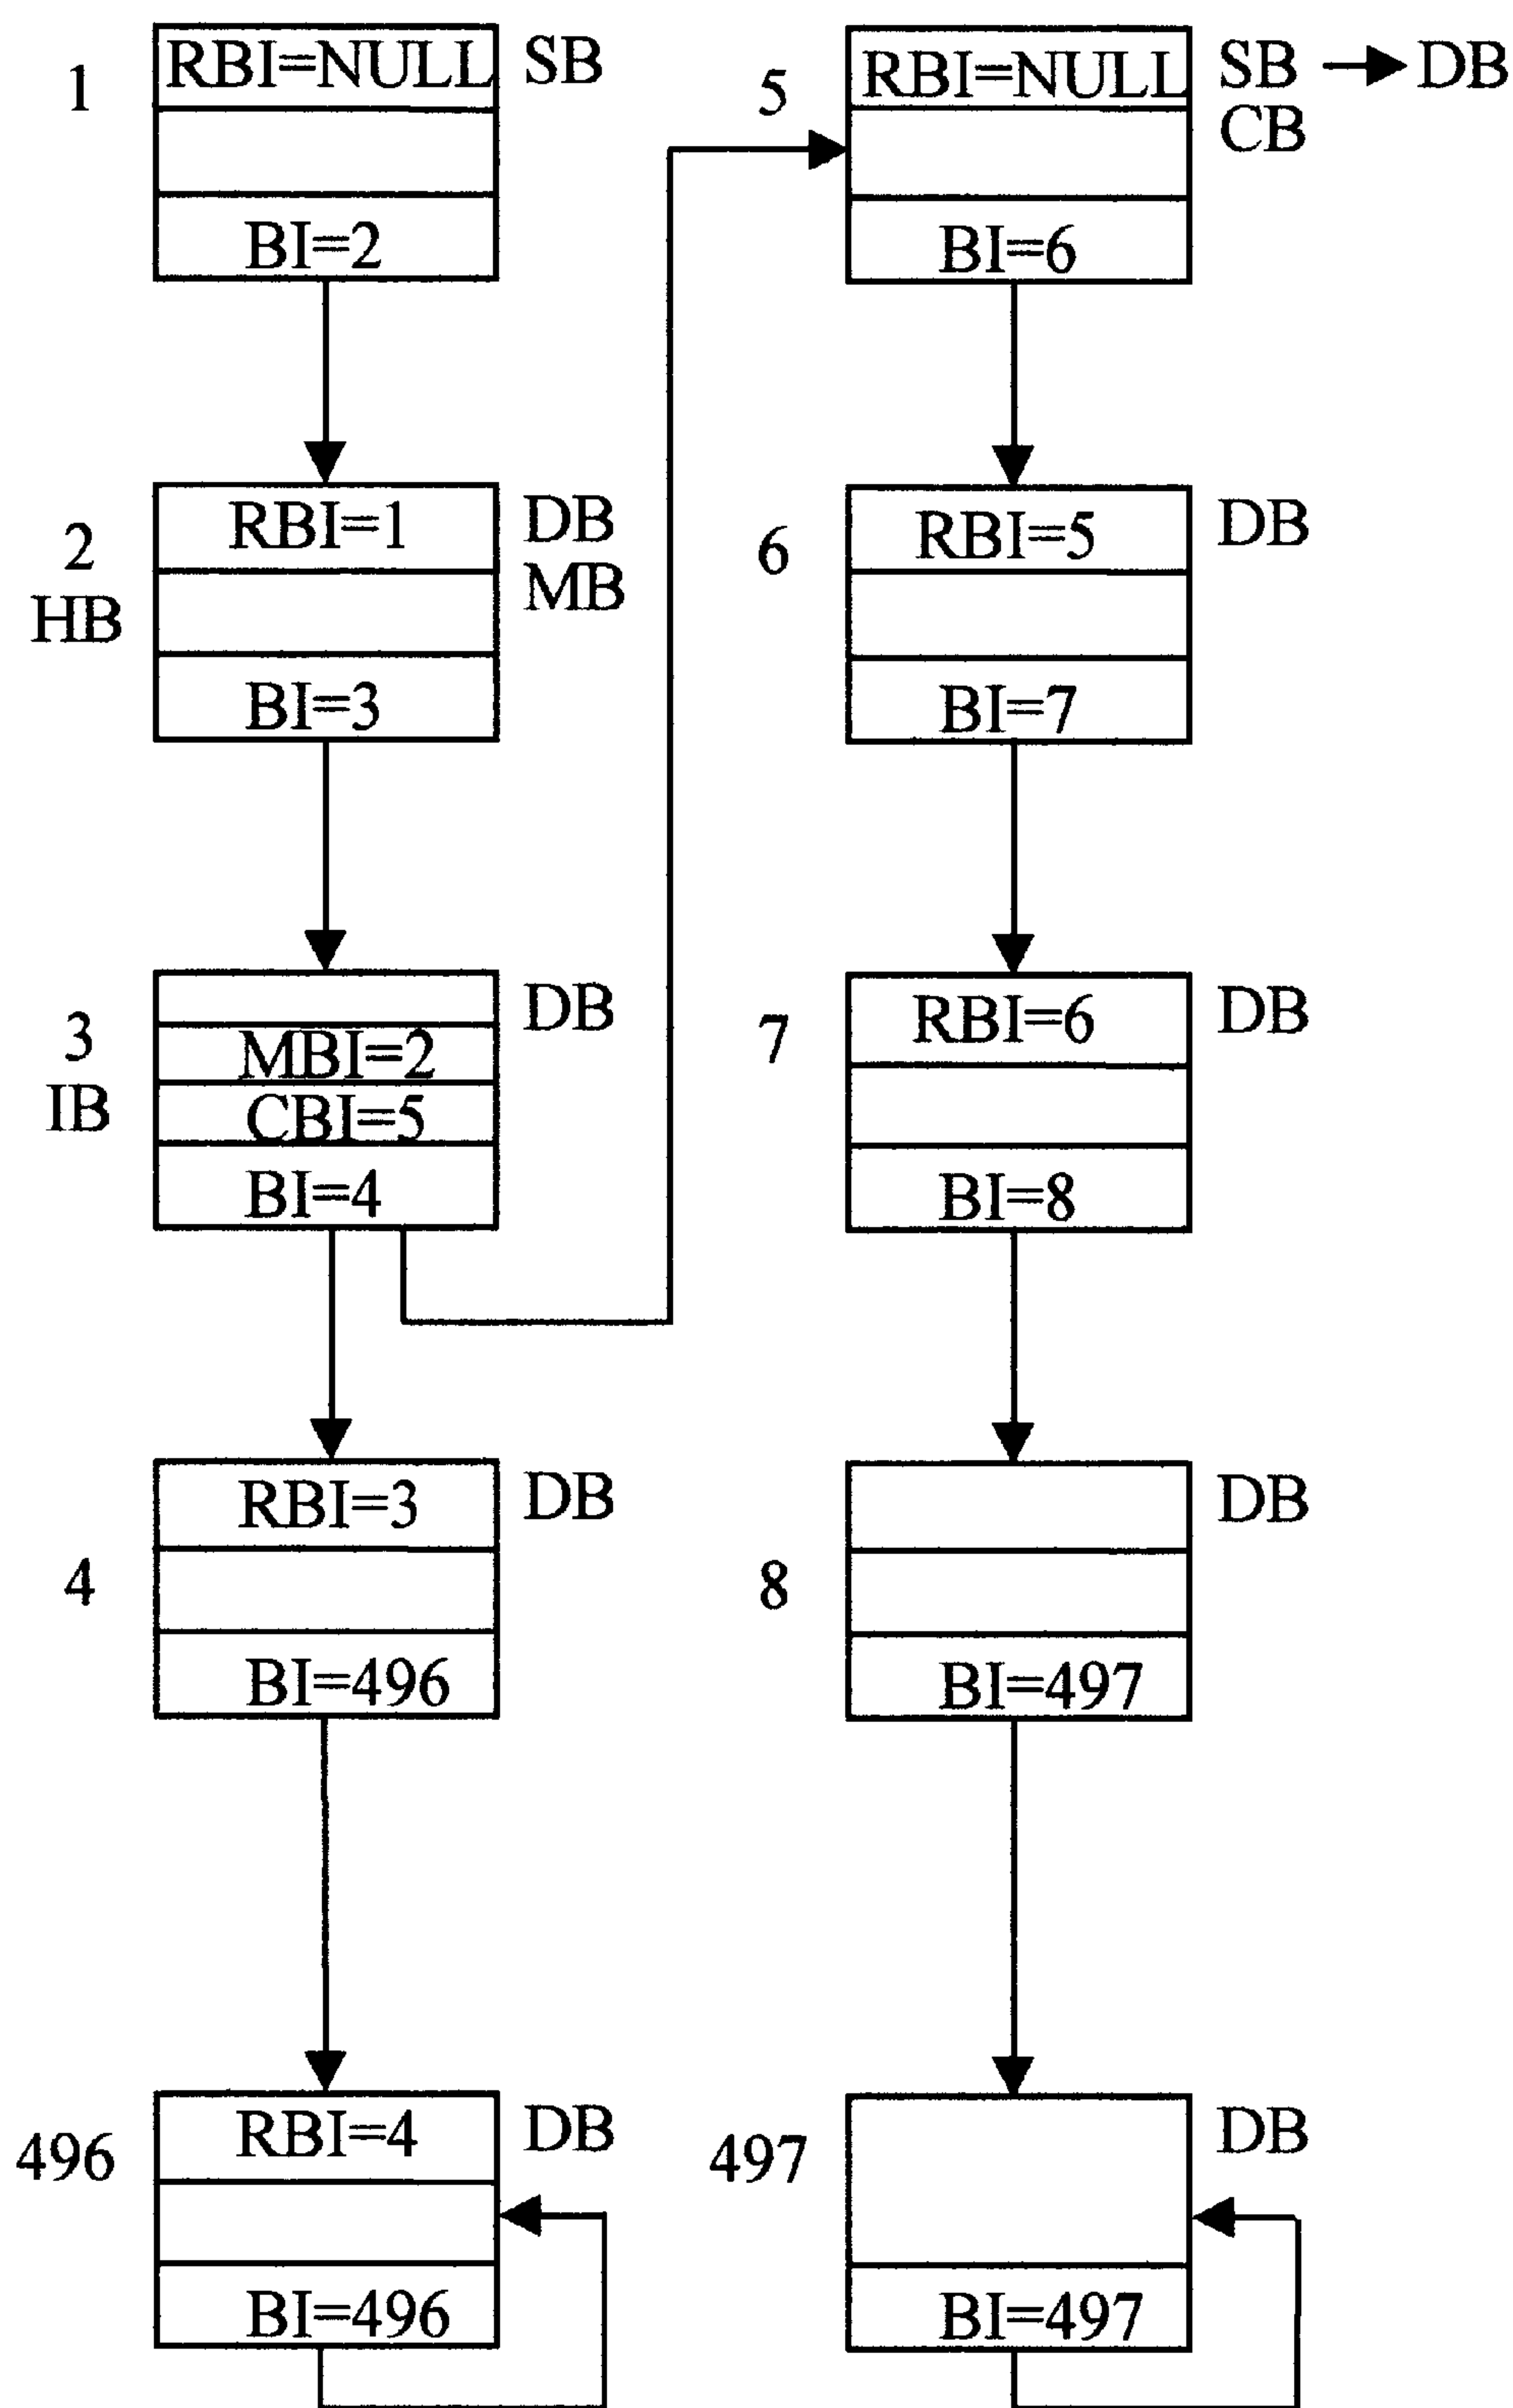 1
RBI=NULL
SB
BI=2
2
HB
RBI=1
DB
MB
BI=3
3
IB
DB
MBI=2
CBI=5
BI=4
4
RBI=3
DB
BI=496
496
RBI=4
DB
BI=496
5
RBI=NULL
SB → DB
CB
BI=6
6
RBI=5
DB
BI=7
7
RBI=6
DB
BI=8
8
DB
BI=497
497
DB
BI=497